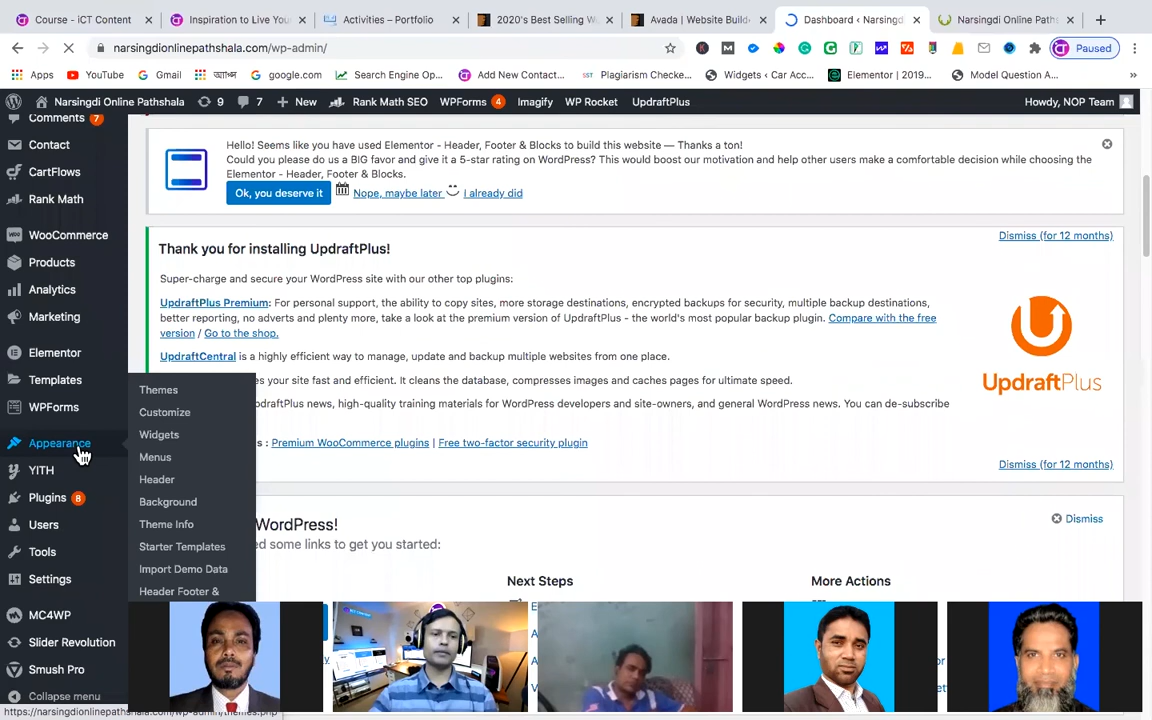 Course - iCT Content
Inspiration to Live Your
Activities – Portfolio
2020's Best Selling W
Avada | Website Build
Dashboard ‹ Narsingd
Narsingdi Online Path
narsingdionlinepathshala.com/wp-admin/
Paused
Apps
YouTube
Gmail
google.com
Search Engine Op...
Add New Contact...
Plagiarism Checke...
Widgets ‹ Car Acc...
Elementor | 2019...
Model Question A...
Narsingdi Online Pathshala
9
7
New
Rank Math SEO
WPForms 4
Imagify
WP Rocket
UpdraftPlus
Howdy, NOP Team
Comments 7
Contact
CartFlows
Rank Math
WooCommerce
Products
Analytics
Marketing
Elementor
Templates
WPForms
Appearance
YITH
Plugins 8
Users
Tools
Settings
MC4WP
Slider Revolution
Smush Pro
Collapse menu
Themes
Customize
Widgets
Menus
Header
Background
Theme Info
Starter Templates
Import Demo Data
Header Footer &
Hello! Seems like you have used Elementor - Header, Footer & Blocks to build this website — Thanks a ton!
Could you please do us a BIG favor and give it a 5-star rating on WordPress? This would boost our motivation and help other users make a comfortable decision while choosing the
Elementor - Header, Footer & Blocks.
Ok, you deserve it
Nope, maybe later
I already did
Thank you for installing UpdraftPlus!
Dismiss (for 12 months)
Super-charge and secure your WordPress site with our other top plugins:
UpdraftPlus Premium: For personal support, the ability to copy sites, more storage destinations, encrypted backups for security, multiple backup destinations,
better reporting, no adverts and plenty more, take a look at the premium version of UpdraftPlus - the world's most popular backup plugin. Compare with the free
version / Go to the shop.
UpdraftCentral is a highly efficient way to manage, update and backup multiple websites from one place.
es your site fast and efficient. It cleans the database, compresses images and caches pages for ultimate speed.
draftPlus news, high-quality training materials for WordPress developers and site-owners, and general WordPress news. You can de-subscribe
s : Premium WooCommerce plugins | Free two-factor security plugin
UpdraftPlus
Dismiss (for 12 months)
WordPress!
Dismiss
ed some links to get you started:
Next Steps
More Actions
https://narsingdionlinepathshala.com/wp-admin/themes.php